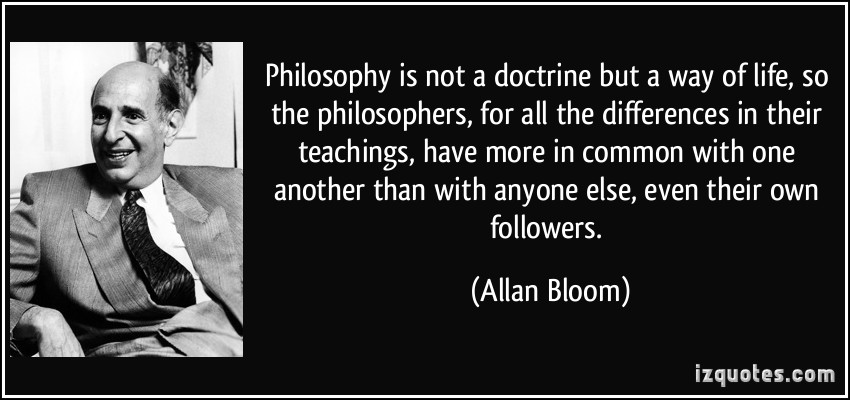 Philosophy is not a doctrine but a way of life, so
the philosophers, for all the differences in their
teachings, have more in common with one
another than with anyone else, even their own
followers.
(Allan Bloom)
izquotes.com